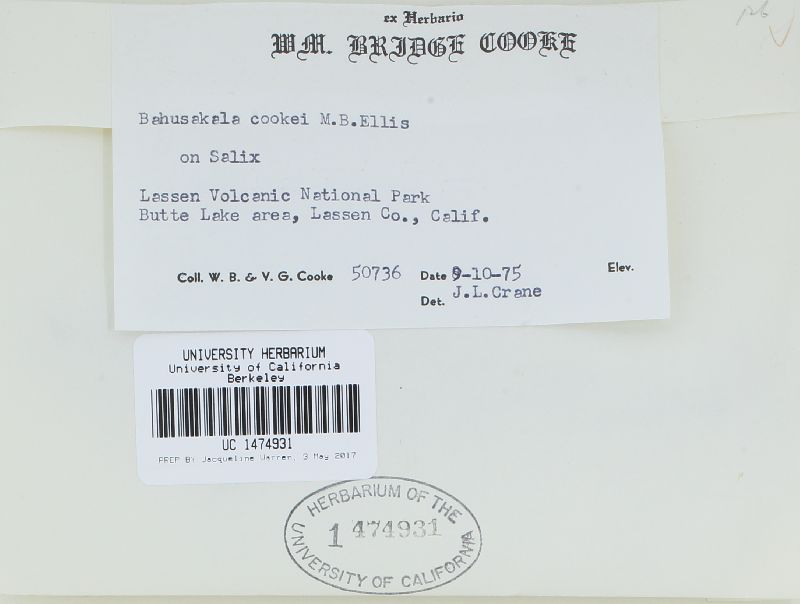 ex Herbario
WM. BRIDGE COOKE
Bahusakala cookei M.B.Ellis
on Salix
Lassen Volcanic National Park
Butte Lake area, Lassen Co., Calif.
Coll. W. B. & V. G. Cooke 50736 Date 9-10-75 Elev.
Det. J.L.Crane
UNIVERSITY HERBARIUM
University of California
Berkeley
UC 1474931
PREP BY Jacqueline Warren, 3 May 2017
HERBARIUM OF THE
1 474931
UNIVERSITY OF CALIFORNIA